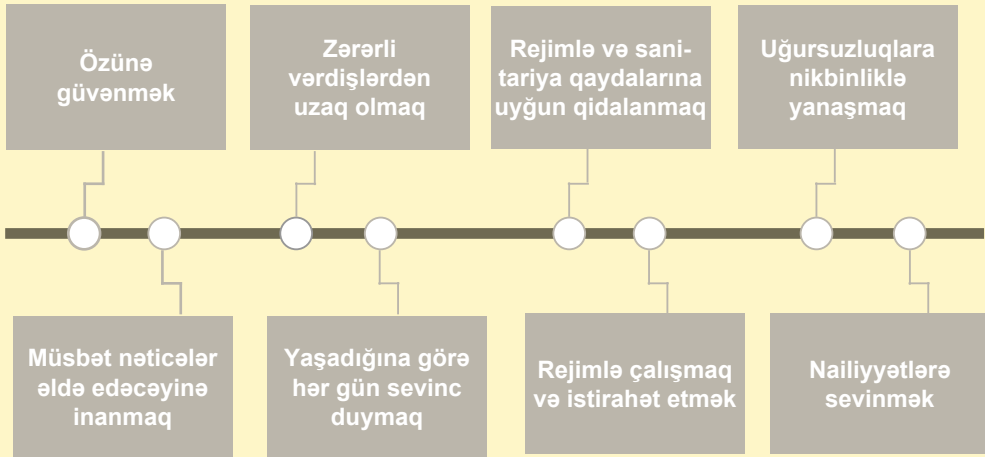 Özünə
güvənmək
Zərərli
vərdişlərdən
uzaq olmaq
Rejimlə və sani-
tariya qaydalarına
uyğun qidalanmaq
Uğursuzluqlara
nikbinliklə
yanaşmaq
Müsbət nəticələr
əldə edəcəyinə
inanmaq
Yaşadığına görə
hər gün sevinc
duymaq
Rejimlə çalışmaq
və istirahət etmək
Nailiyyətlərə
sevinmək